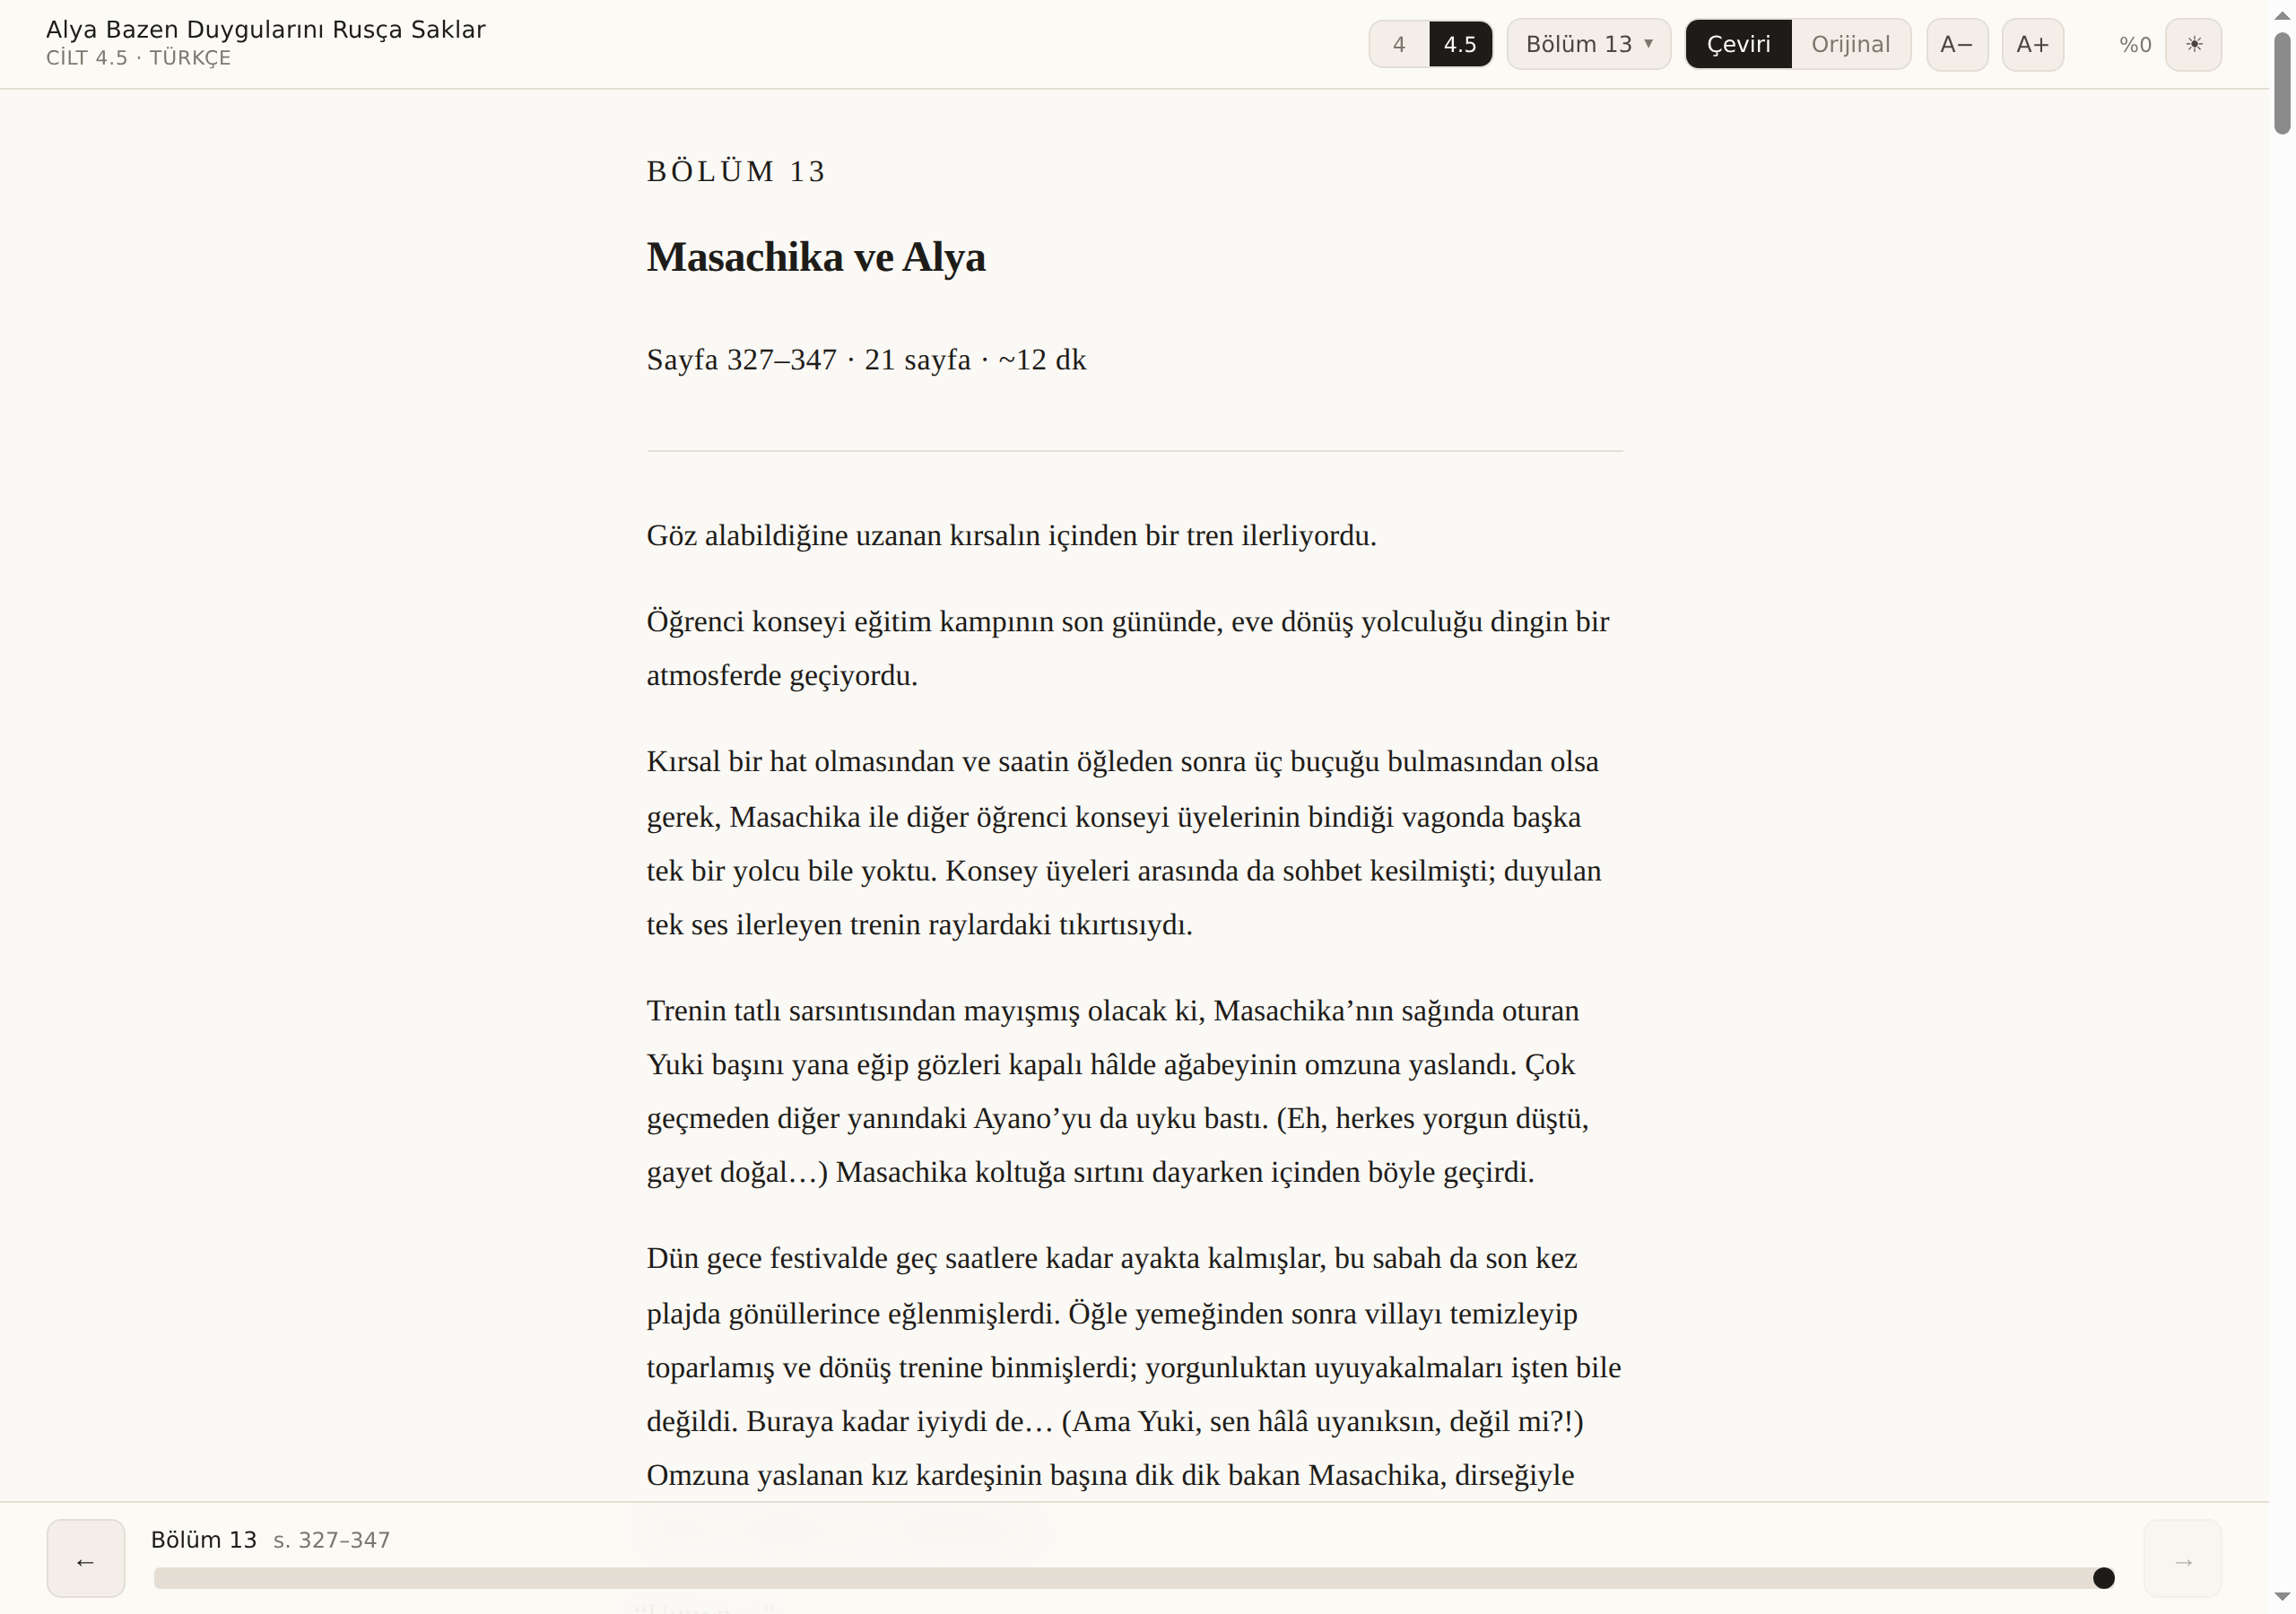 Alya Bazen Duygularını Rusça Saklar
CİLT 4.5 · TÜRKÇE
4 4.5 Bölüm 13 ▼ Çeviri Orijinal A− A+ %0 ☀
BÖLÜM 13
Masachika ve Alya
Sayfa 327–347 · 21 sayfa · ~12 dk
Göz alabildiğine uzanan kırsalın içinden bir tren ilerliyordu.
Öğrenci konseyi eğitim kampının son gününde, eve dönüş yolculuğu dingin bir
atmosferde geçiyordu.
Kırsal bir hat olmasından ve saatin öğleden sonra üç buçuğu bulmasından olsa
gerek, Masachika ile diğer öğrenci konseyi üyelerinin bindiği vagonda başka
tek bir yolcu bile yoktu. Konsey üyeleri arasında da sohbet kesilmişti; duyulan
tek ses ilerleyen trenin raylardaki tıkırtısıydı.
Trenin tatlı sarsıntısından mayışmış olacak ki, Masachika’nın sağında oturan
Yuki başını yana eğip gözleri kapalı hâlde ağabeyinin omzuna yaslandı. Çok
geçmeden diğer yanındaki Ayano’yu da uyku bastı. (Eh, herkes yorgun düştü,
gayet doğal…) Masachika koltuğa sırtını dayarken içinden böyle geçirdi.
Dün gece festivalde geç saatlere kadar ayakta kalmışlar, bu sabah da son kez
plajda gönüllerince eğlenmişlerdi. Öğle yemeğinden sonra villayı temizleyip
toparlamış ve dönüş trenine binmişlerdi; yorgunluktan uyuyakalmaları işten bile
değildi. Buraya kadar iyiydi de… (Ama Yuki, sen hâlâ uyanıksın, değil mi?!)
Omzuna yaslanan kız kardeşinin başına dik dik bakan Masachika, dirseğiyle
← Bölüm 13 s. 327–347 →